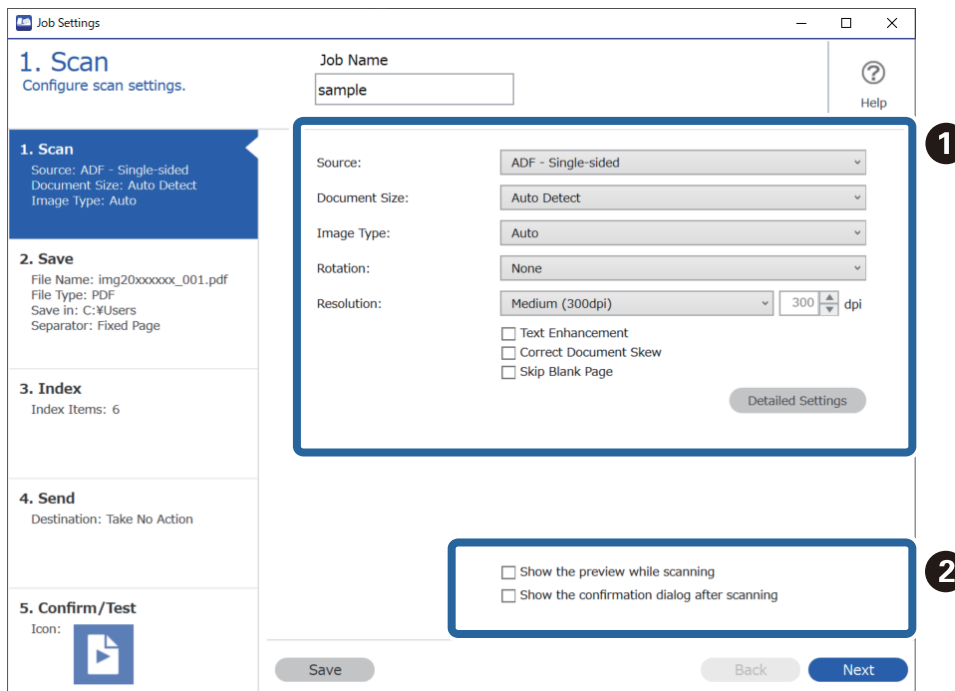 Job Settings
1. Scan
Configure scan settings.
Job Name
sample
Help
1. Scan
Source: ADF - Single-sided
Document Size: Auto Detect
Image Type: Auto
2. Save
File Name: img20xxxxxx_001.pdf
File Type: PDF
Save in: C:¥Users
Separator: Fixed Page
3. Index
Index Items: 6
4. Send
Destination: Take No Action
5. Confirm/Test
Icon:
1
Source: ADF - Single-sided
Document Size: Auto Detect
Image Type: Auto
Rotation: None
Resolution: Medium (300dpi) 300 dpi
Text Enhancement
Correct Document Skew
Skip Blank Page
Detailed Settings
2
Show the preview while scanning
Show the confirmation dialog after scanning
Save Back Next